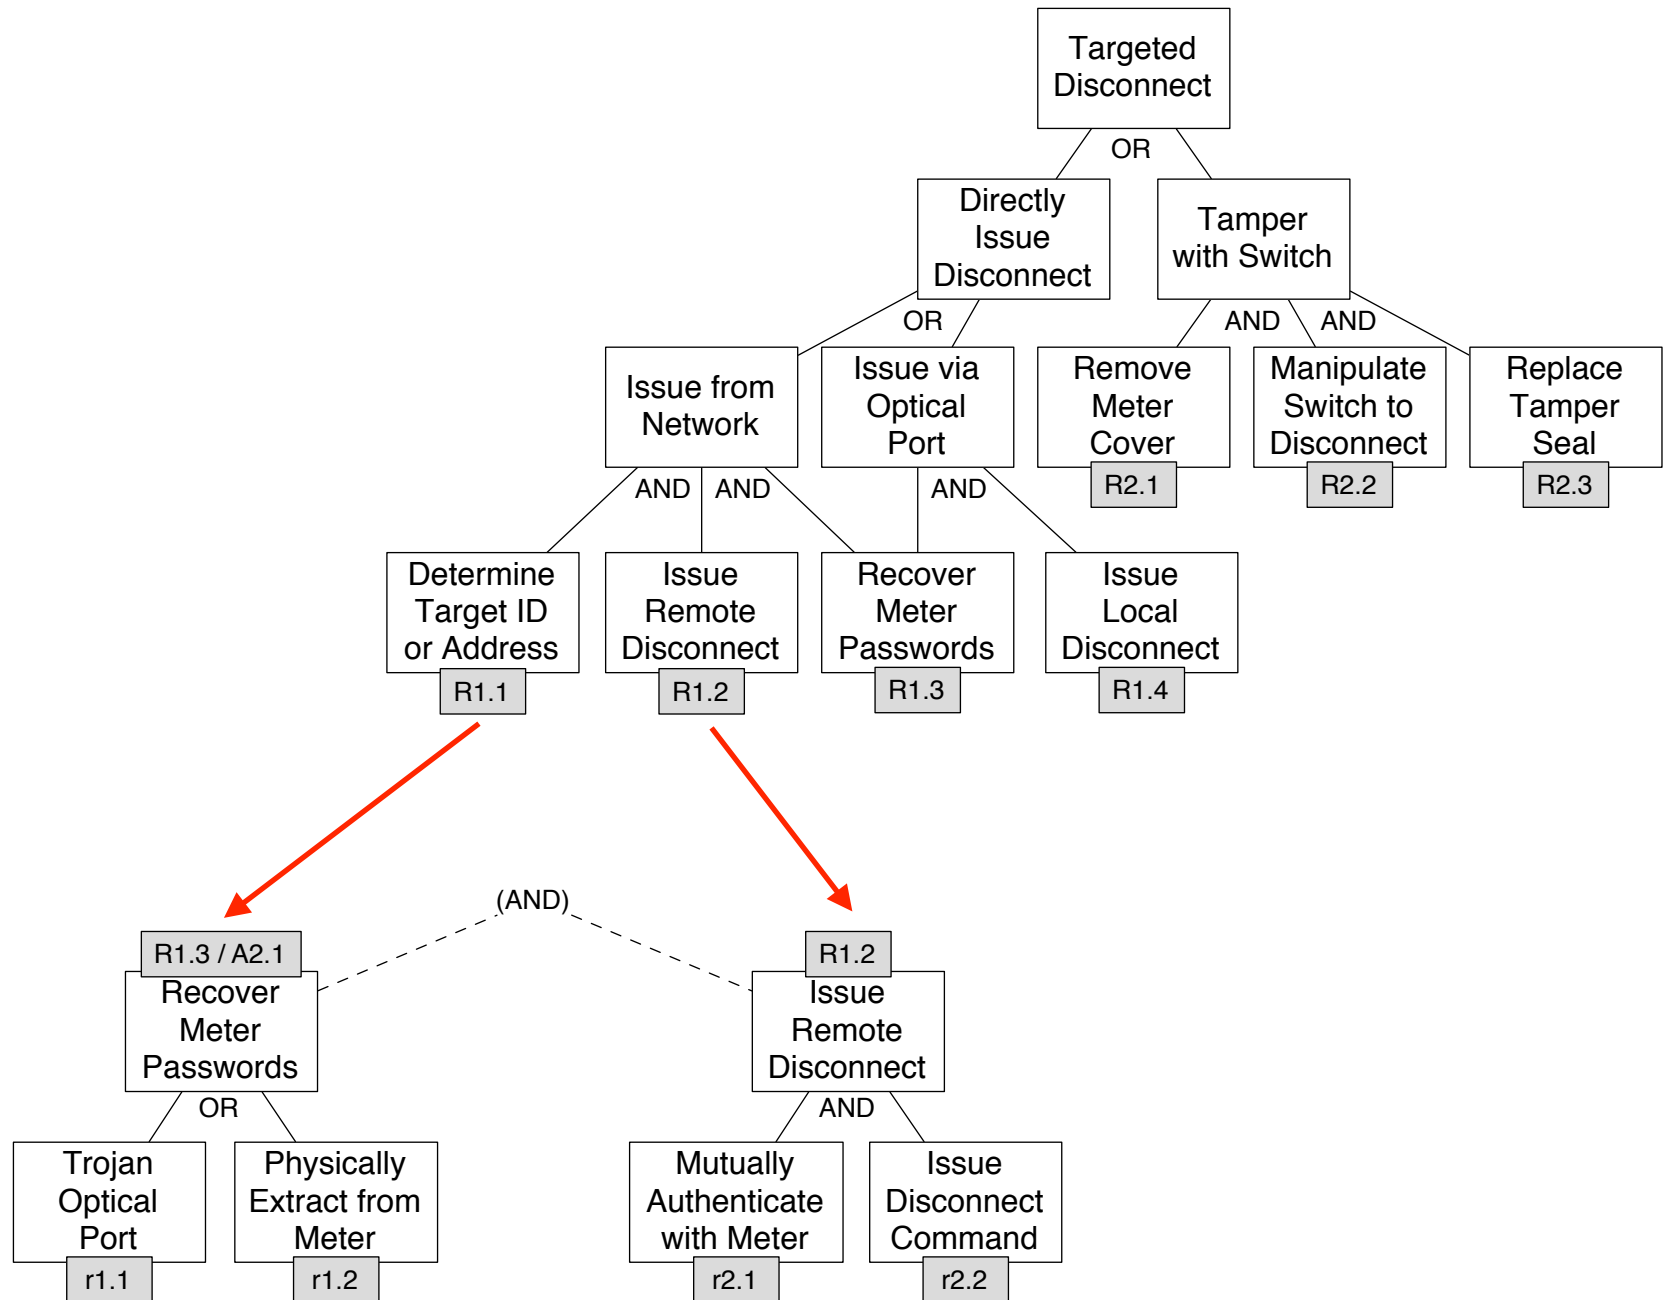 Targeted
Disconnect
OR
Directly
Issue
Disconnect
Tamper
with Switch
OR
AND
AND
Issue from
Network
Issue via
Optical
Port
Remove
Meter
Cover
R2.1
Manipulate
Switch to
Disconnect
R2.2
Replace
Tamper
Seal
R2.3
AND
AND
AND
Determine
Target ID
or Address
R1.1
Issue
Remote
Disconnect
R1.2
Recover
Meter
Passwords
R1.3
Issue
Local
Disconnect
R1.4
(AND)
R1.3 / A2.1
Recover
Meter
Passwords
R1.2
Issue
Remote
Disconnect
OR
AND
Trojan
Optical
Port
r1.1
Physically
Extract from
Meter
r1.2
Mutually
Authenticate
with Meter
r2.1
Issue
Disconnect
Command
r2.2